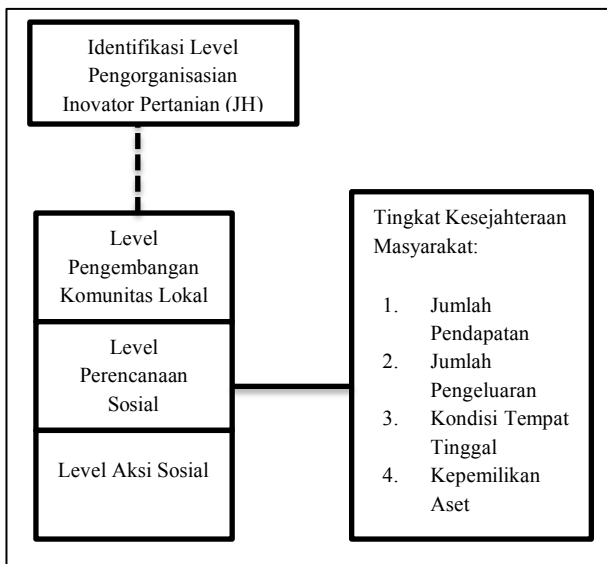 Identifikasi Level
Pengorganisasian
Inovator Pertanian (JH)
Level
Pengembangan
Komunitas Lokal
Level
Perencanaan
Sosial
Level Aksi Sosial
Tingkat Kesejahteraan
Masyarakat:
1. Jumlah
Pendapatan
2. Jumlah
Pengeluaran
3. Kondisi Tempat
Tinggal
4. Kepemilikan
Aset